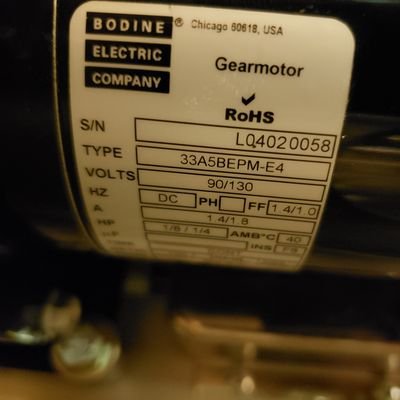 BODINE ® Chicago 60618, USA
ELECTRIC
COMPANY
Gearmotor
RoHS
S/N L04020058
TYPE 33A5BEPM-E4
VOLTS 90/130
HZ DC PH FF 1.4/1.0
A 1.4/1.8
HP 1/8 / 1/4 AMB°C 40
INS